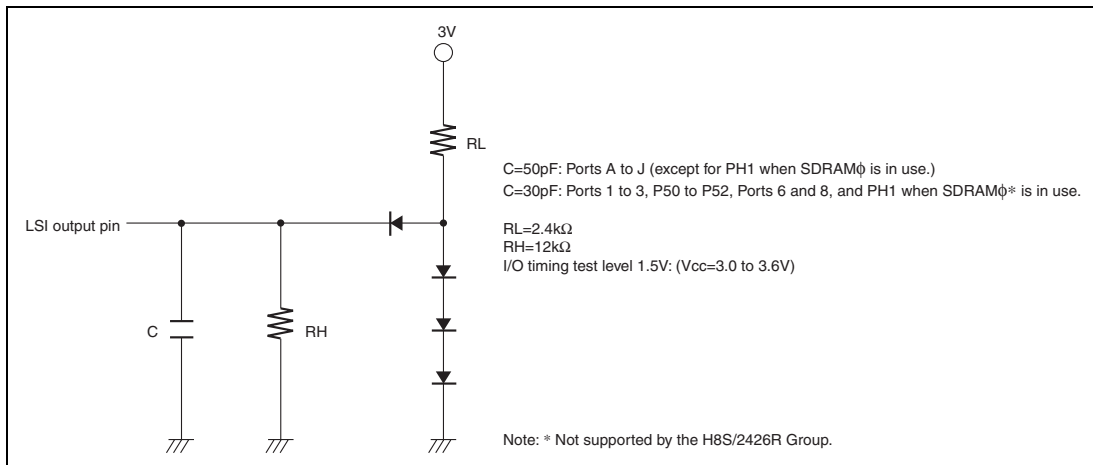 3V
RL
C=50pF: Ports A to J (except for PH1 when SDRAMϕ is in use.)
C=30pF: Ports 1 to 3, P50 to P52, Ports 6 and 8, and PH1 when SDRAMϕ* is in use.
LSI output pin
RL=2.4kΩ
RH=12kΩ
I/O timing test level 1.5V: (Vcc=3.0 to 3.6V)
C
RH
Note: * Not supported by the H8S/2426R Group.